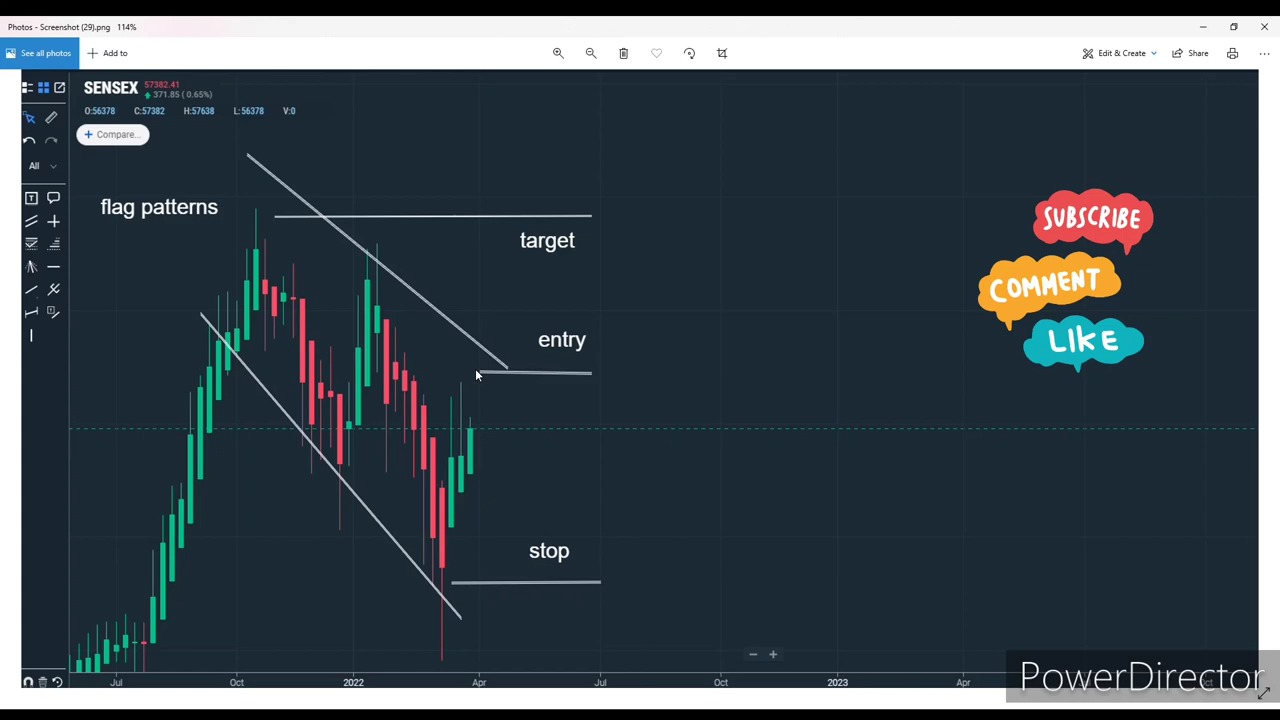 Photos - Screenshot (29).png 114%
See all photos
Add to
Edit & Create
Share
SENSEX
57382.41
371.85 ( 0.65%)
O:56378 C:57382 H:57638 L:56378 V:0
Compare...
All
flag patterns
target
entry
stop
SUBSCRIBE
COMMENT
LIKE
Jul Oct 2022 Apr Jul Oct 2023 Apr Jul Oct
PowerDirector